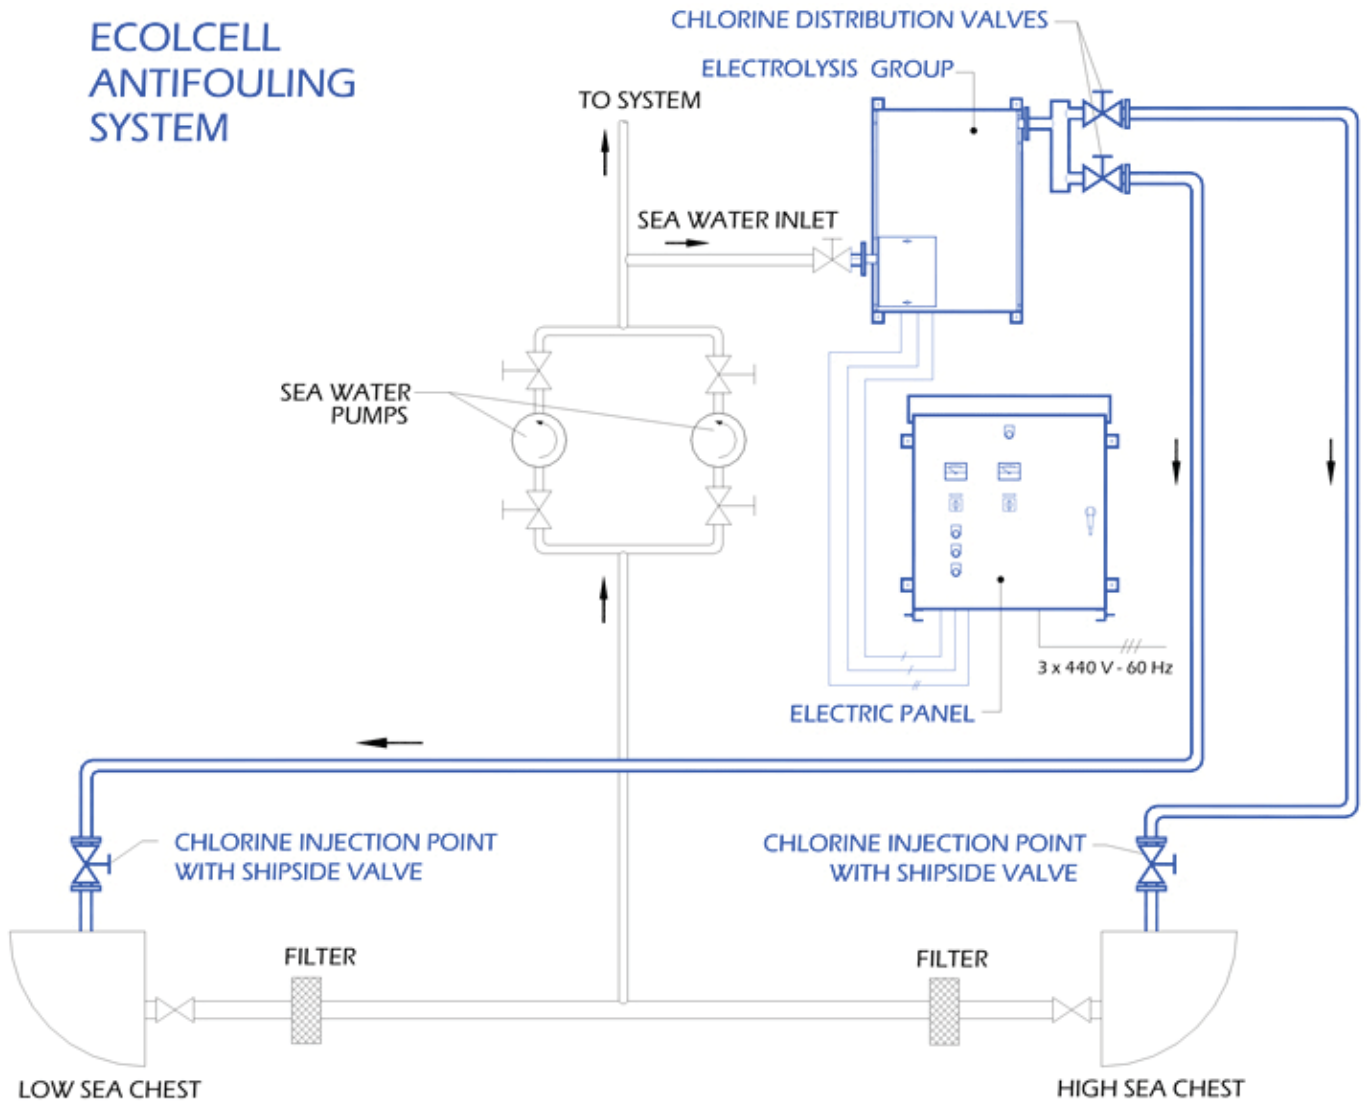 ECOLCELL
ANTIFOULING
SYSTEM
CHLORINE DISTRIBUTION VALVES
ELECTROLYSIS GROUP
TO SYSTEM
SEA WATER INLET
SEA WATER
PUMPS
3 x 440 V - 60 Hz
ELECTRIC PANEL
CHLORINE INJECTION POINT
WITH SHIPSIDE VALVE
CHLORINE INJECTION POINT
WITH SHIPSIDE VALVE
FILTER
FILTER
LOW SEA CHEST
HIGH SEA CHEST